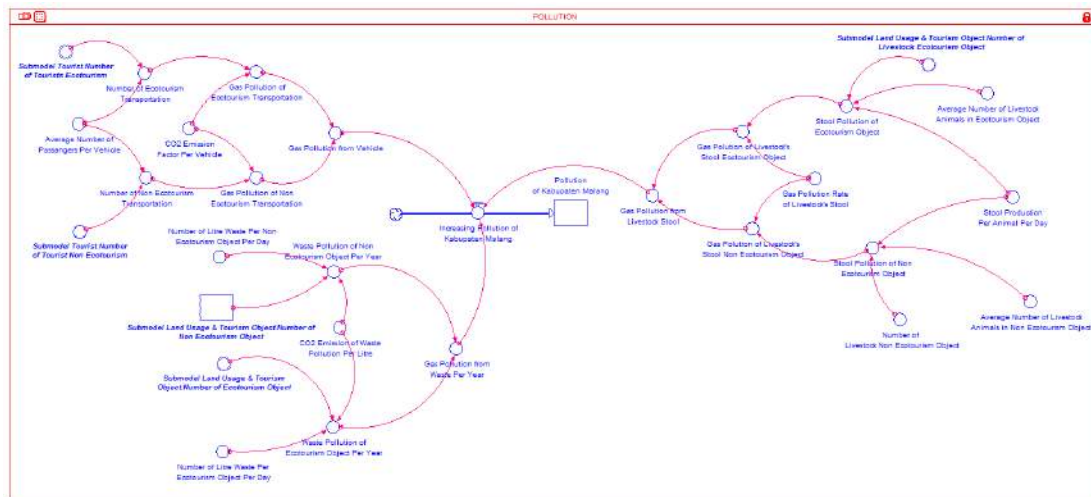 POLLUTION
Submodel Tourist Number
of Tourists Ecotourism
Number of Ecotourism
Transportation
Gas Pollution of
Ecotourism Transportation
Average Number of
Passangers Per Vehicle
CO2 Emission
Factor Per Vehicle
Gas Pollution from Vehicle
Number of Non Ecotourism
Transportation
Gas Pollution of Non
Ecotourism Transportation
Submodel Tourist Number
of Tourist Non Ecotourism
Number of Litre Waste Per Non
Ecotourism Object Per Day
Waste Pollution of Non
Ecotourism Object Per Year
Submodel Land Usage & Tourism Object Number of
Non Ecotourism Object
CO2 Emission of Waste
Pollution Per Litre
Submodel Land Usage & Tourism
Object Number of Ecotourism Object
Gas Pollution from
Waste Per Year
Waste Pollution of
Ecotourism Object Per Year
Number of Litre Waste Per
Ecotourism Object Per Day
Increasing Pollution of
Kabupatan Malang
Pollution
of Kabupaten Malang
Submodel Land Usage & Tourism Object Number of
Livestock Ecotourism Object
Average Number of Livestock
Animals in Ecotourism Object
Stool Pollution of
Ecotourism Object
Gas Pollution of Livestock's
Stool Ecotourism Object
Gas Pollution Rate
of Livestock's Stool
Gas Pollution from
Livestock Stool
Stool Production
Per Animal Per Day
Gas Pollution of Livestock's
Stool Non Ecotourism Object
Stool Pollution of Non
Ecotourism Object
Number of
Livestock Non Ecotourism Object
Average Number of Livestock
Animals in Non Ecotourism Object